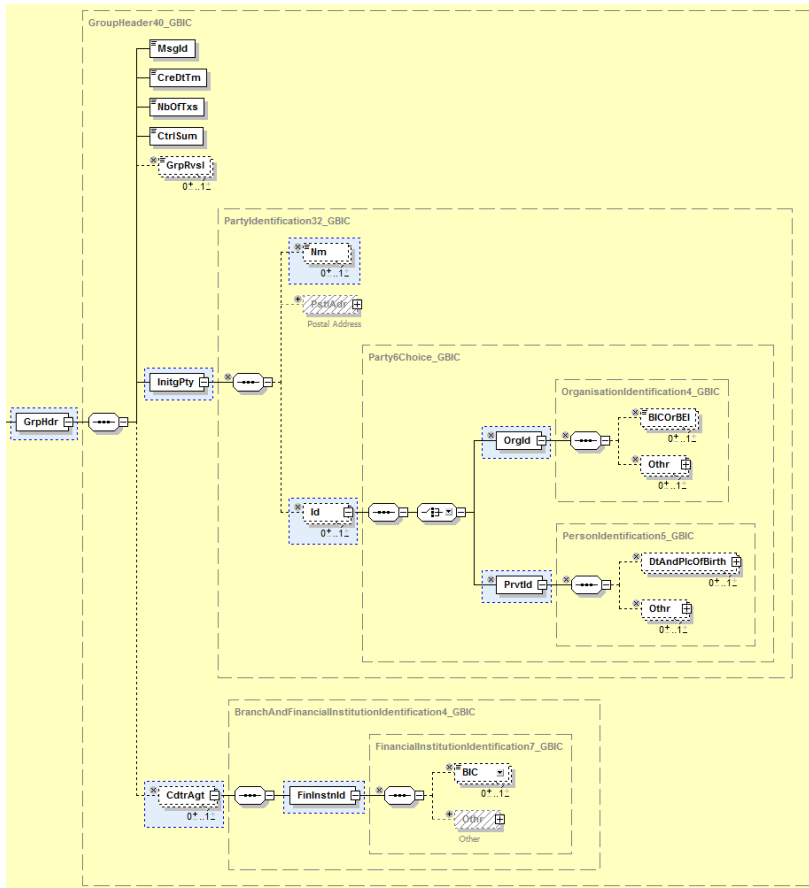 GroupHeader40_GBIC
MsgId
CreDtTm
NbOfTxs
CtrlSum
GrpRvsl
0..1
PartyIdentification32_GBIC
Nm
0..1
PstlAdr
Postal Address
Party6Choice_GBIC
InitgPty
OrganisationIdentification4_GBIC
BICOrBEI
0..1
GrpHdr
OrgId
Othr
0..1
Id
0..1
PersonIdentification5_GBIC
DtAndPlcOfBirth
0..1
PrvtId
Othr
0..1
BranchAndFinancialInstitutionIdentification4_GBIC
FinancialInstitutionIdentification7_GBIC
BIC
0..1
CdtrAgt
0..1
FinInstnId
Othr
Other